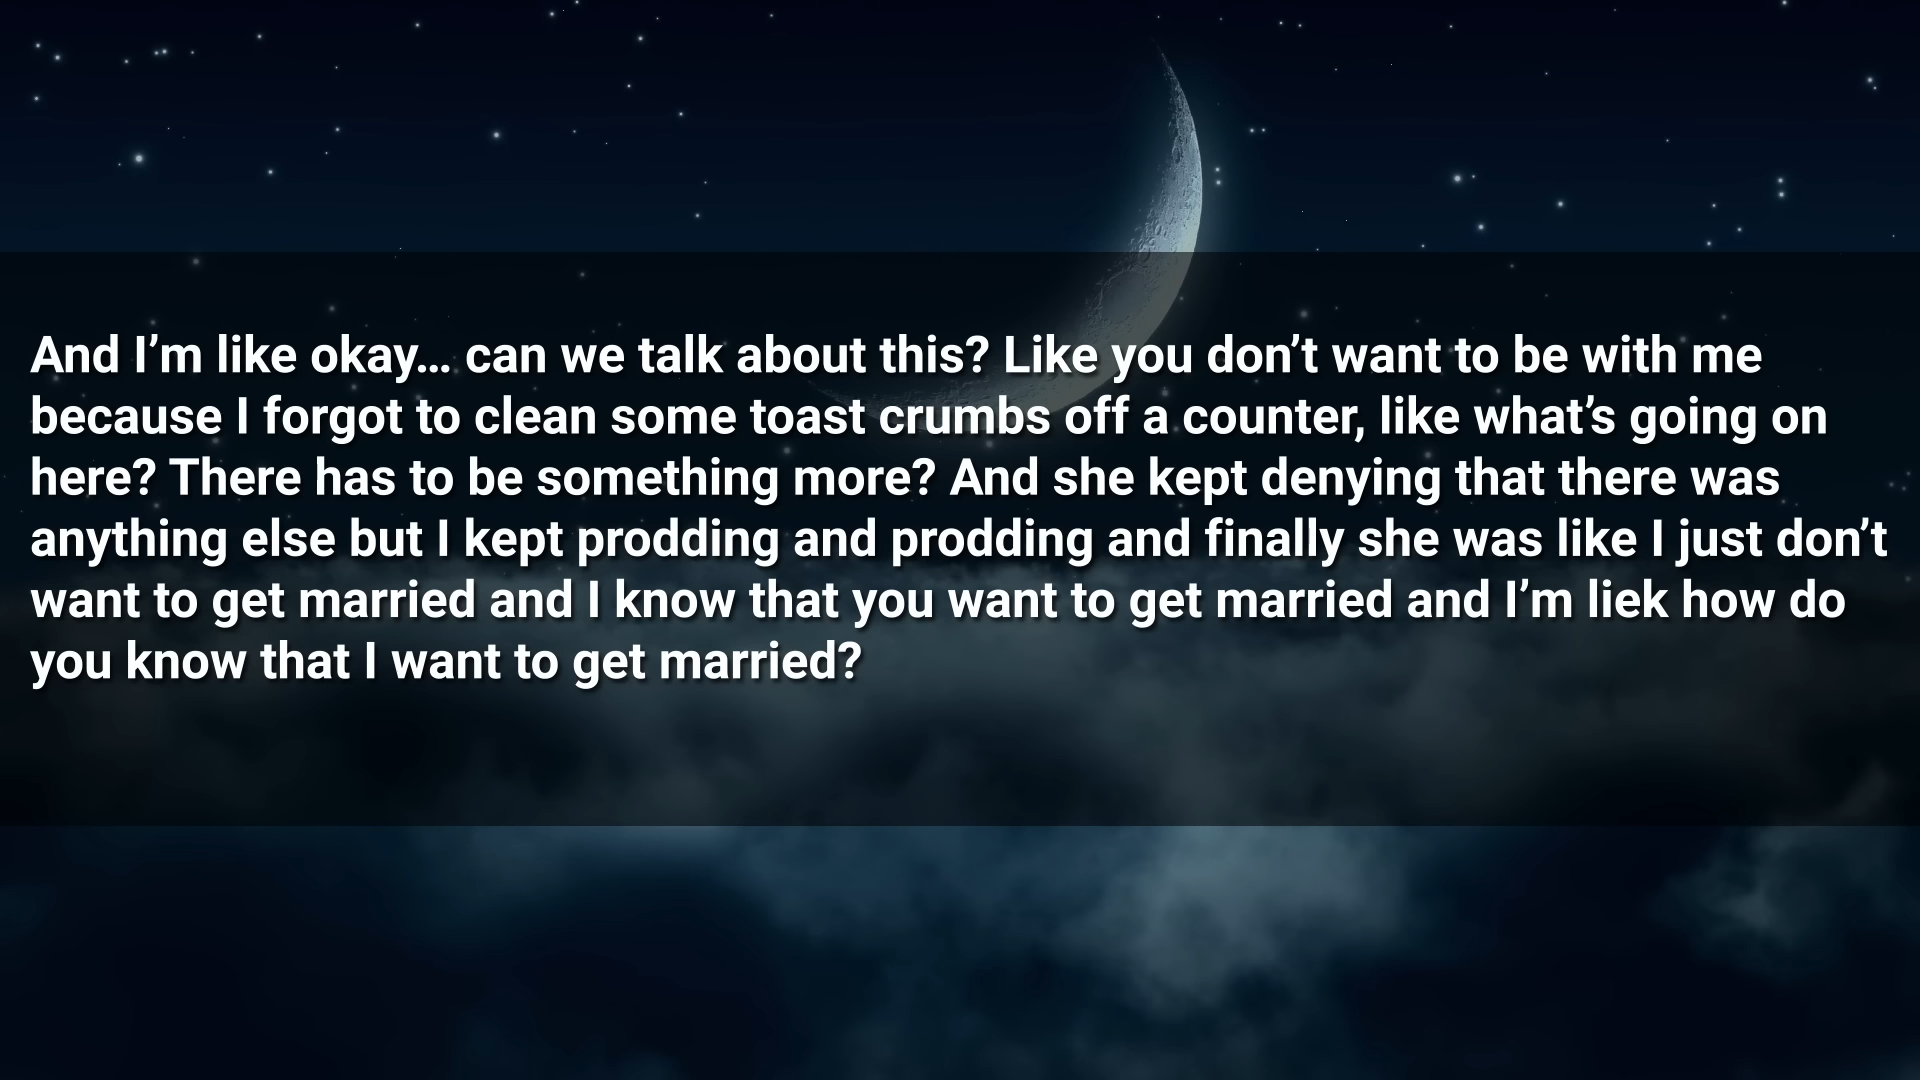 And I’m like okay… can we talk about this? Like you don’t want to be with me
because I forgot to clean some toast crumbs off a counter, like what’s going on
here? There has to be something more? And she kept denying that there was
anything else but I kept prodding and prodding and finally she was like I just don’t
want to get married and I know that you want to get married and I’m liek how do
you know that I want to get married?